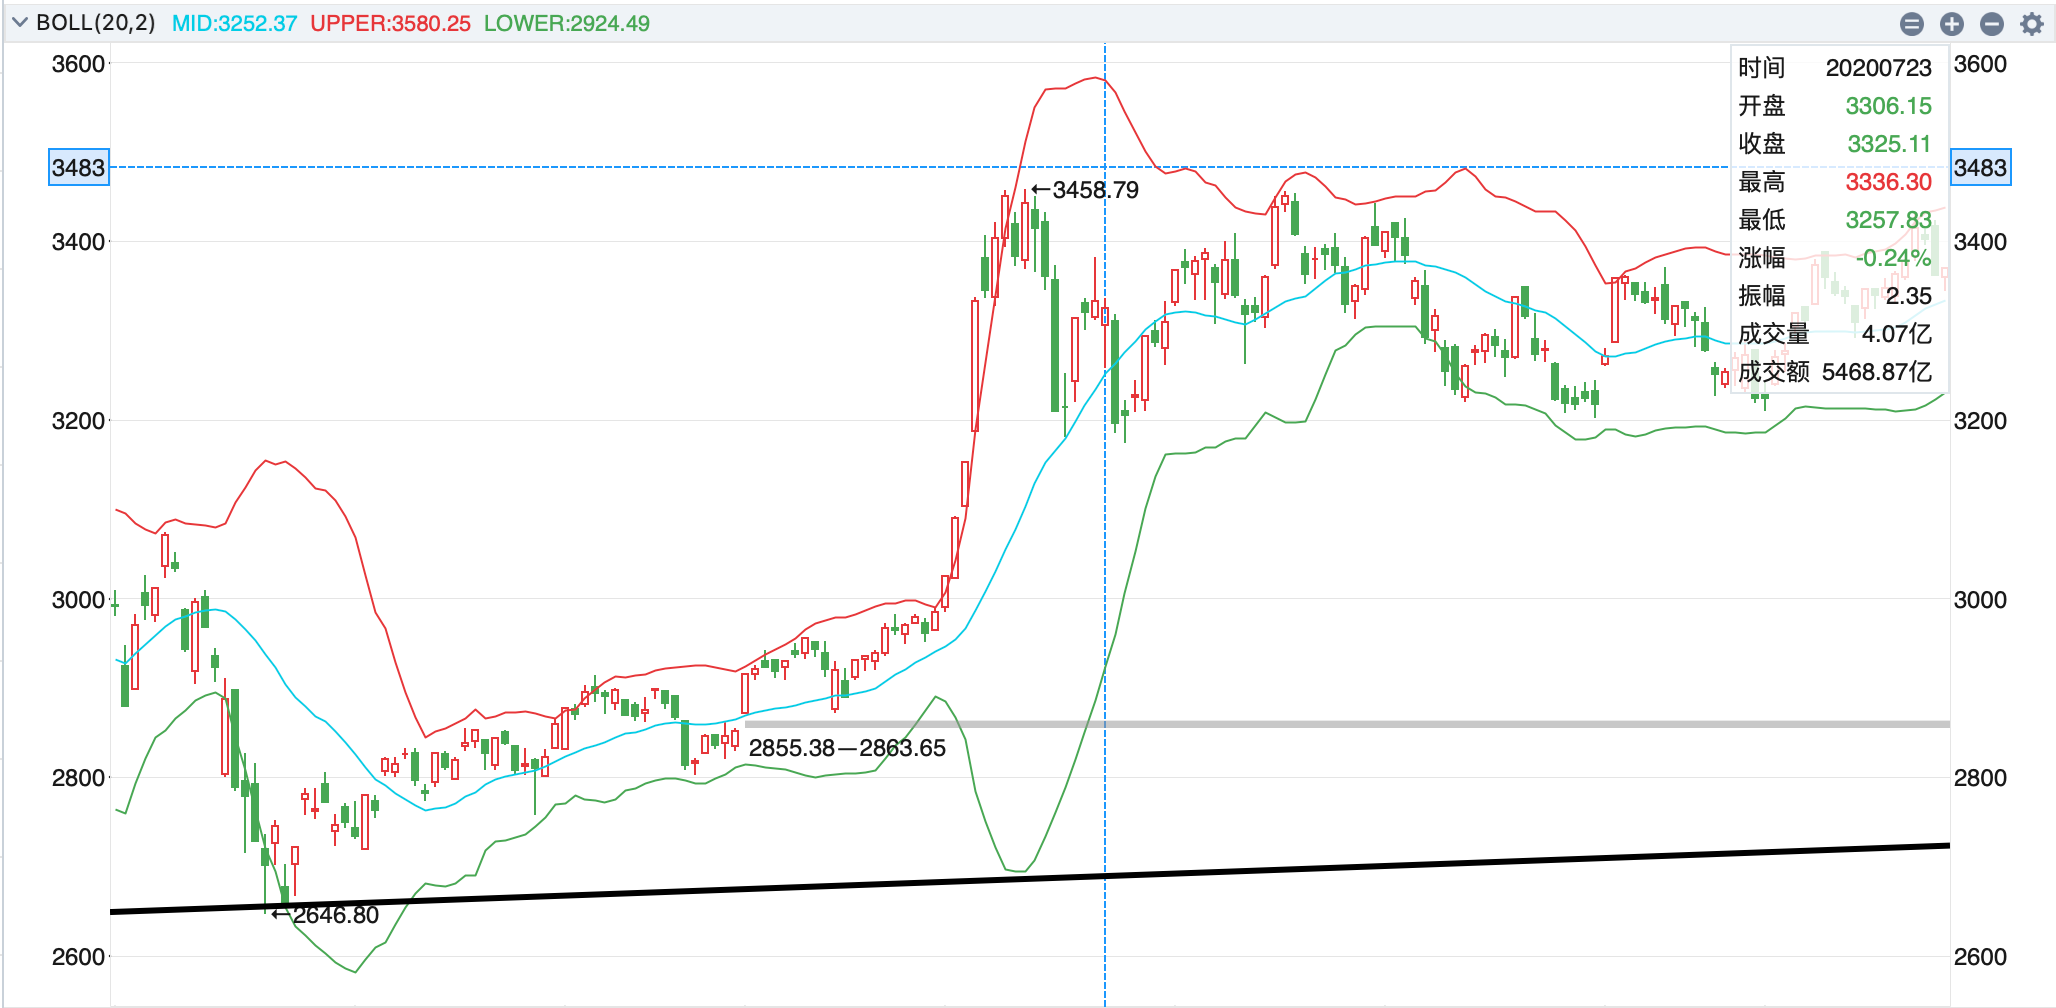 BOLL(20,2) MID:3252.37 UPPER:3580.25 LOWER:2924.49
3600 3600
时间 20200723
开盘 3306.15
收盘 3325.11
3483 3483
最高 3336.30
←3458.79
最低 3257.83
3400 3400
涨幅 -0.24%
振幅 2.35
成交量 4.07亿
成交额 5468.87亿
3200 3200
3000 3000
2855.38—2863.65
2800 2800
←2646.80
2600 2600